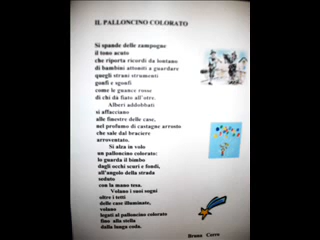 IL PALLONCINO COLORATO
Si spande delle zampogne
il tono acuto
che riporta ricordi da lontano
di bambini attoniti a guardare
quegli strani strumenti
gonfi e sgonfi
come le guance rosse
di chi dà fiato all'otre.
Alberi addobbati
si affacciano
alle finestre delle case,
nel profumo di castagne arrosto
che sale dal braciere
arroventato.
Si alza in volo
un palloncino colorato:
lo guarda il bimbo
dagli occhi scuri e fondi,
all'angolo della strada
seduto
con la mano tesa.
Volano i suoi sogni
oltre i tetti
delle case illuminate,
volano
legati al palloncino colorato
fino alla stella
dalla lunga coda.
Bruno